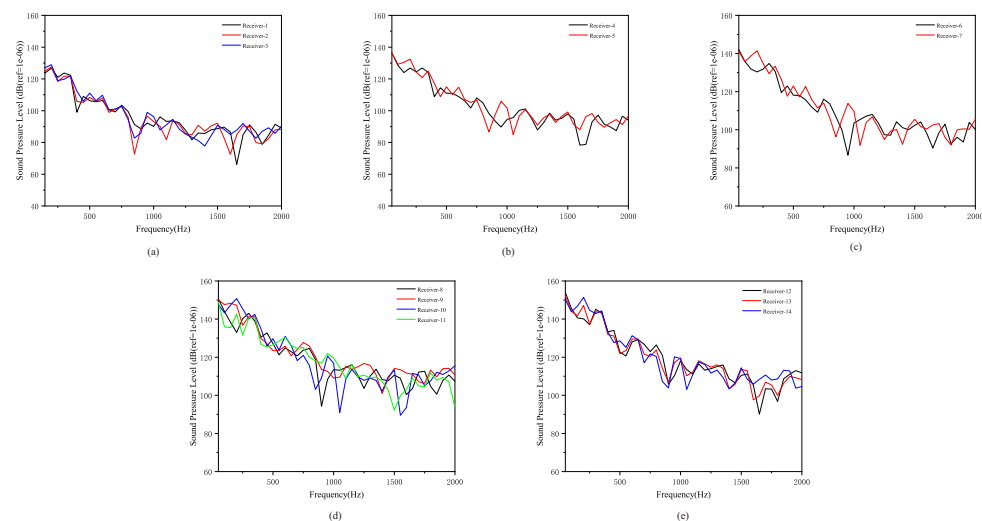 160
140
120
100
80
60
40
500
1000
1500
2000
Sound Pressure Level (dB(ref=1e-06))
Frequency(Hz)
Receiver-1
Receiver-2
Receiver-3
(a)
160
140
120
100
80
60
40
500
1000
1500
2000
Sound Pressure Level (dB(ref=1e-06))
Frequency(Hz)
Receiver-4
Receiver-5
(b)
160
140
120
100
80
60
500
1000
1500
2000
Sound Pressure Level (dB(ref=1e-06))
Frequency(Hz)
Receiver-6
Receiver-7
(c)
160
140
120
100
80
60
500
1000
1500
2000
Sound Pressure Level (dB(ref=1e-06))
Frequency(Hz)
Receiver-8
Receiver-9
Receiver-10
Receiver-11
(d)
160
140
120
100
80
60
500
1000
1500
2000
Sound Pressure Level (dB(ref=1e-06))
Frequency(Hz)
Receiver-12
Receiver-13
Receiver-14
(e)